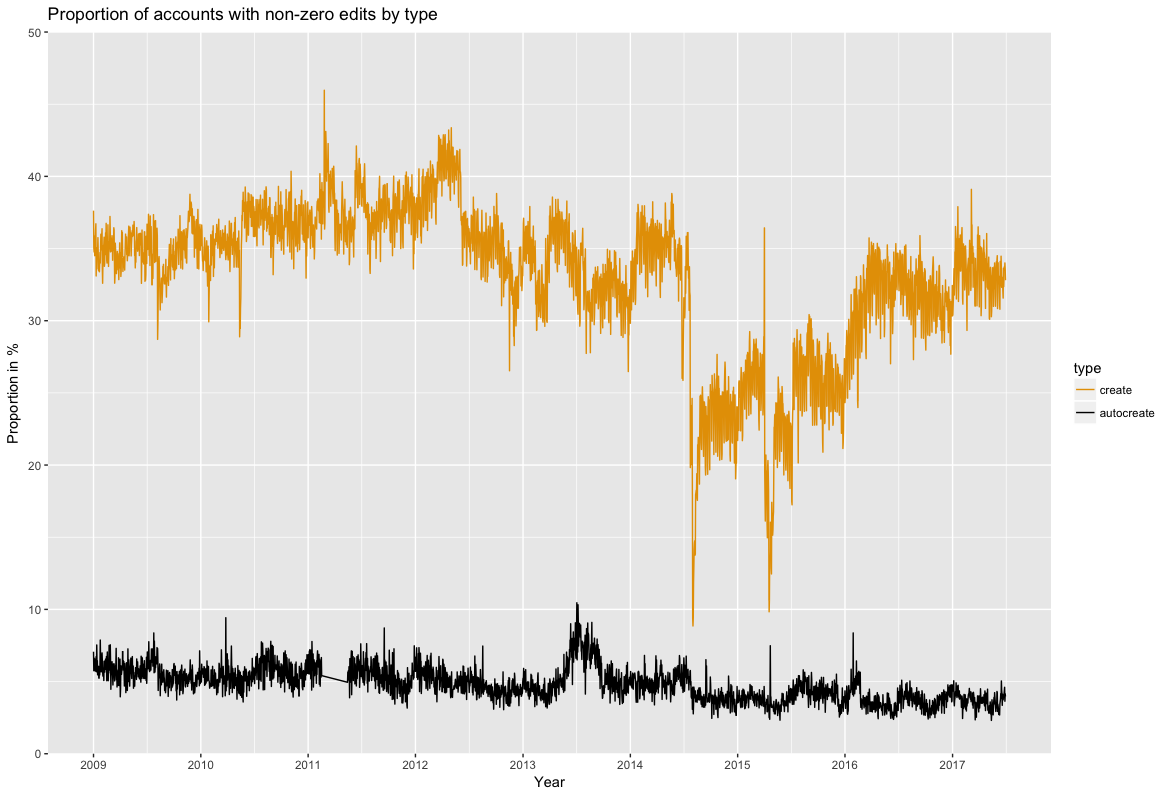 Proportion of accounts with non-zero edits by type
50
40
30
20
10
0
Proportion in %
2009 2010 2011 2012 2013 2014 2015 2016 2017
Year
type
create
autocreate